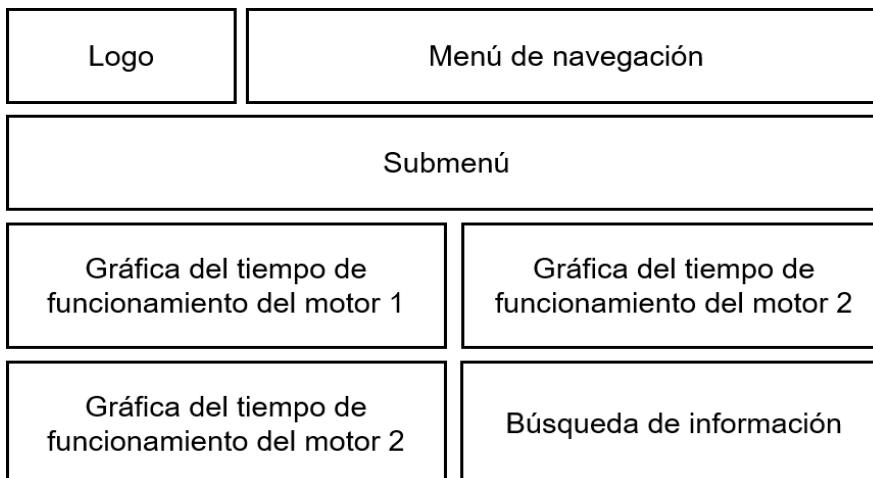 Logo
Menú de navegación
Submenú
Gráfica del tiempo de
funcionamiento del motor 1
Gráfica del tiempo de
funcionamiento del motor 2
Gráfica del tiempo de
funcionamiento del motor 2
Búsqueda de información